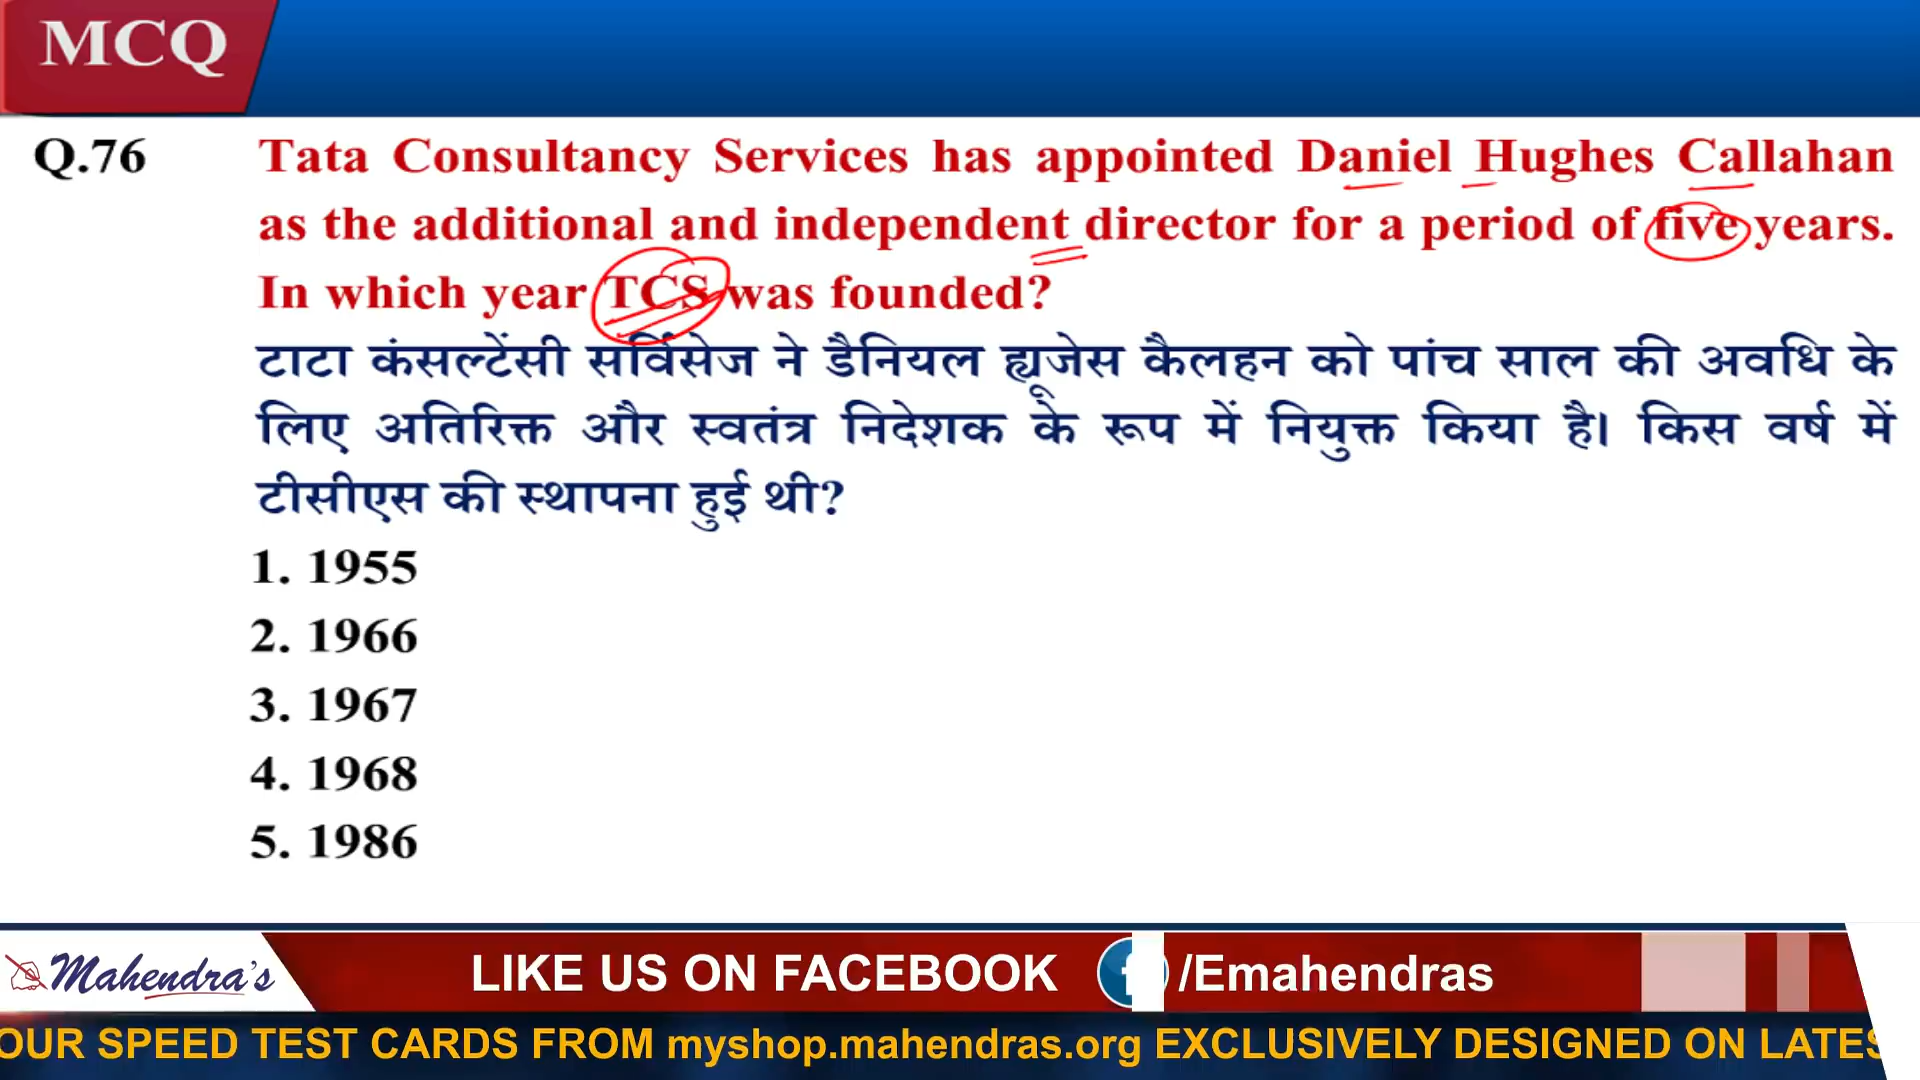 MCQ
Q.76 Tata Consultancy Services has appointed Daniel Hughes Callahan
as the additional and independent director for a period of five years.
In which year TCS was founded?
टाटा कंसल्टेंसी सर्विसेज ने डैनियल ह्यूजेस कैलहन को पांच साल की अवधि के
लिए अतिरिक्त और स्वतंत्र निदेशक के रूप में नियुक्त किया है। किस वर्ष में
टीसीएस की स्थापना हुई थी?
1. 1955
2. 1966
3. 1967
4. 1968
5. 1986
Mahendra's LIKE US ON FACEBOOK f /Emahendras
OUR SPEED TEST CARDS FROM myshop.mahendras.org EXCLUSIVELY DESIGNED ON LATES